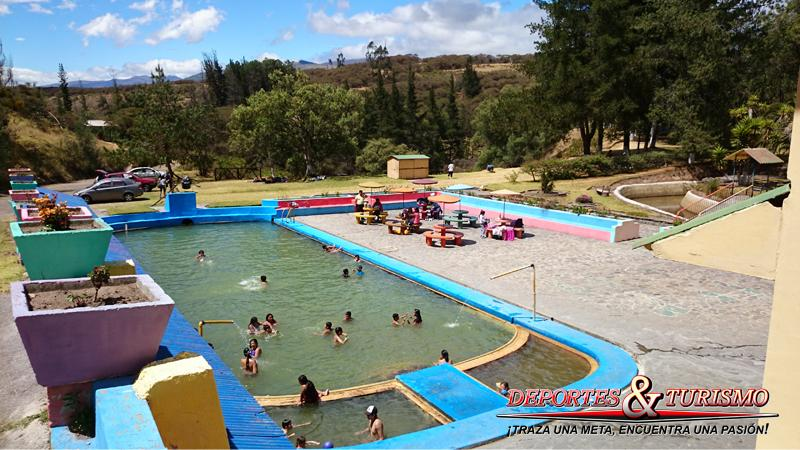 DEPORTES & TURISMO
¡TRAZA UNA META, ENCUENTRA UNA PASIÓN!